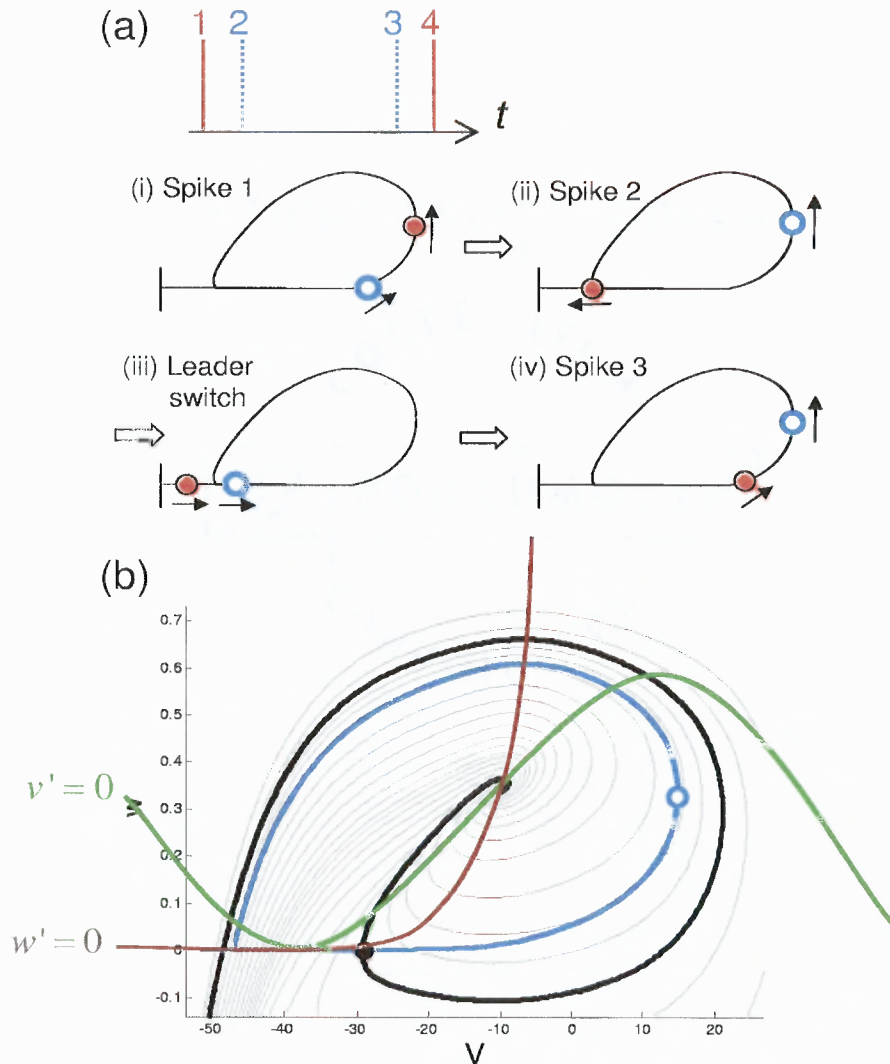 (a)
1 2 3 4
t
(i) Spike 1
(ii) Spike 2
(iii) Leader
switch
(iv) Spike 3
(b)
0.7
0.6
0.5
0.4
v' = 0
0.3
0.2
0.1
w' = 0
0
-0.1
-50 -40 -30 -20 -10 0 10 20
V